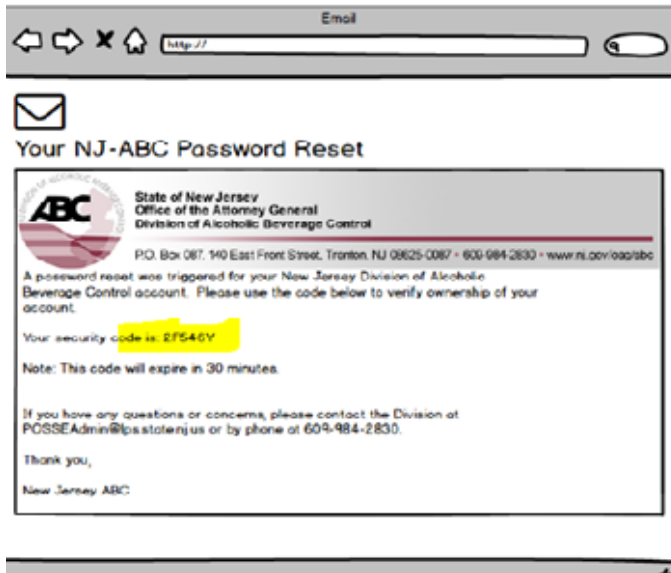 Email
http://
Your NJ-ABC Password Reset
ABC
State of New Jersey
Office of the Attorney General
Division of Alcoholic Beverage Control
P.O. Box 087, 140 East Front Street, Trenton, NJ 08625-0087 • 609-984-2830 • www.nj.gov/oag/abc
A password reset was triggered for your New Jersey Division of Alcoholic
Beverage Control account. Please use the code below to verify ownership of your
account.
Your security code is: 2F546Y
Note: This code will expire in 30 minutes.
If you have any questions or concerns, please contact the Division at
POSSEAdmin@lps.state.nj.us or by phone at 609-984-2830.
Thank you,
New Jersey ABC